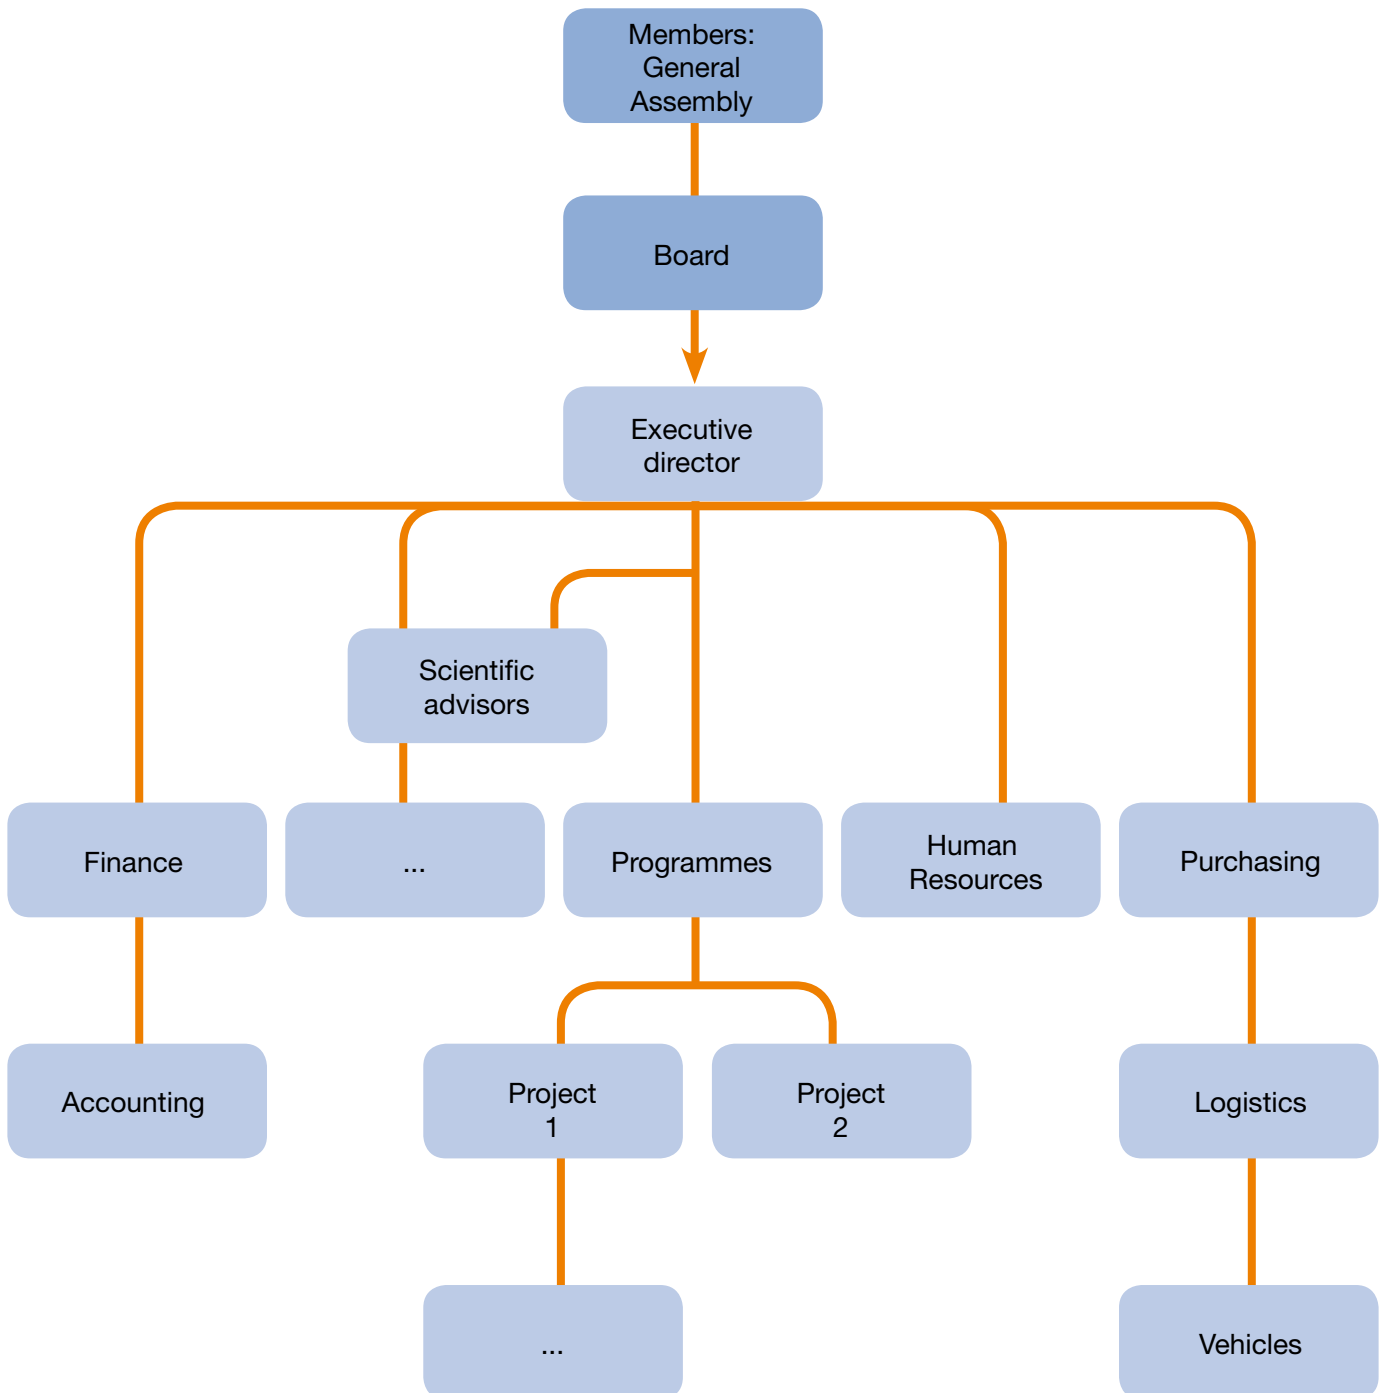 Members:
General
Assembly
Board
Executive
director
Scientific
advisors
Finance
...
Programmes
Human
Resources
Purchasing
Accounting
Project
1
Project
2
Logistics
...
Vehicles